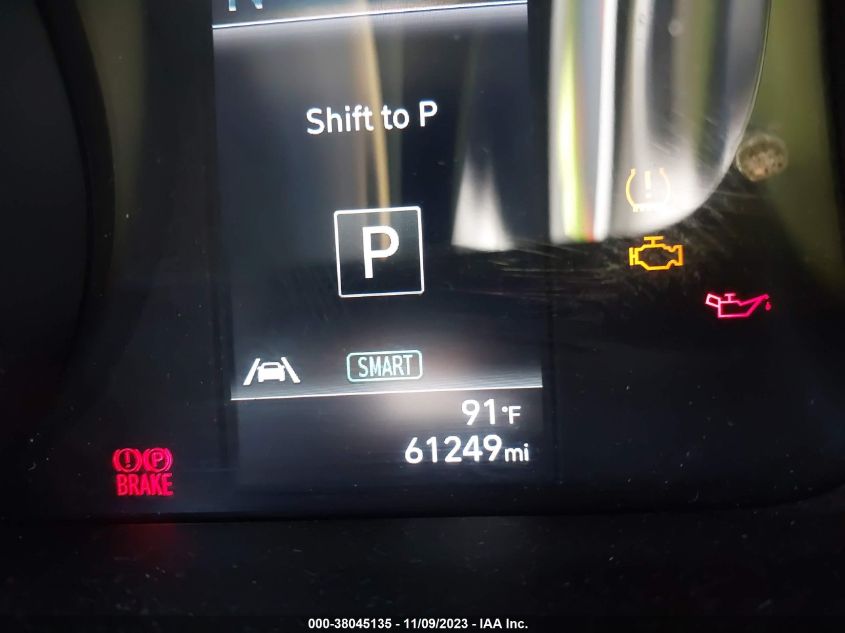 N
Shift to P
P
SMART
91°F
61249mi
BRAKE
000-38045135 - 11/09/2023 - IAA Inc.